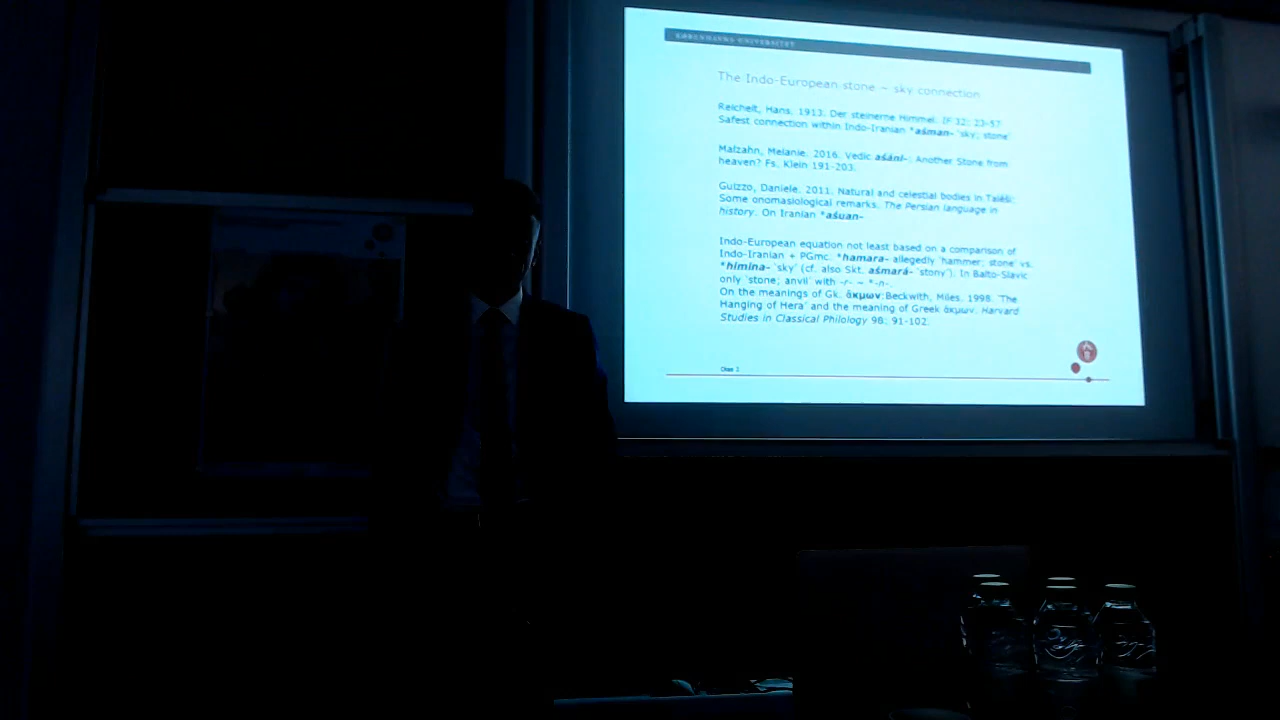 KØBENHAVNS UNIVERSITET
The Indo-European stone ~ sky connection
Reichelt, Hans. 1913. Der steinerne Himmel. IF 32: 23-57
Safest connection within Indo-Iranian *aśman- 'sky; stone'
Malzahn, Melanie. 2016. Vedic aśáni-: Another Stone from
heaven? Fs. Klein 191-203.
Guizzo, Daniele. 2011. Natural and celestial bodies in Talėši:
Some onomasiological remarks. The Persian language in
history. On Iranian *aśuan-
Indo-European equation not least based on a comparison of
Indo-Iranian + PGmc. *hamara- allegedly 'hammer; stone' vs.
*himina- 'sky' (cf. also Skt. aśmará- 'stony'). In Balto-Slavic
only 'stone; anvil' with -r- ~ *-n-.
On the meanings of Gk. ἄκμων:Beckwith, Miles. 1998. 'The
Hanging of Hera' and the meaning of Greek ἄκμων. Harvard
Studies in Classical Philology 98: 91-102.